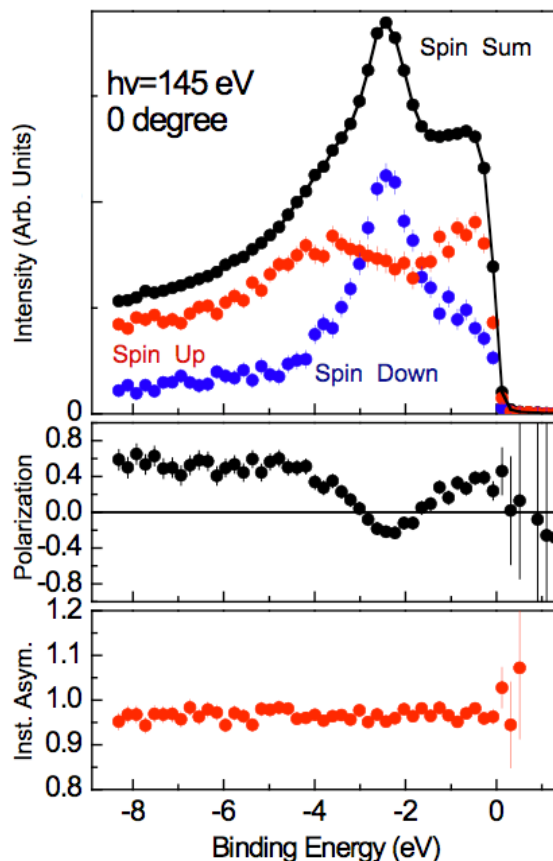 Spin Sum
hν=145 eV
0 degree
Intensity (Arb. Units)
Spin Up
Spin Down
0
0.8
0.4
0.0
-0.4
-0.8
Polarization
1.2
1.1
1.0
0.9
0.8
Inst. Asym.
-8 -6 -4 -2 0
Binding Energy (eV)